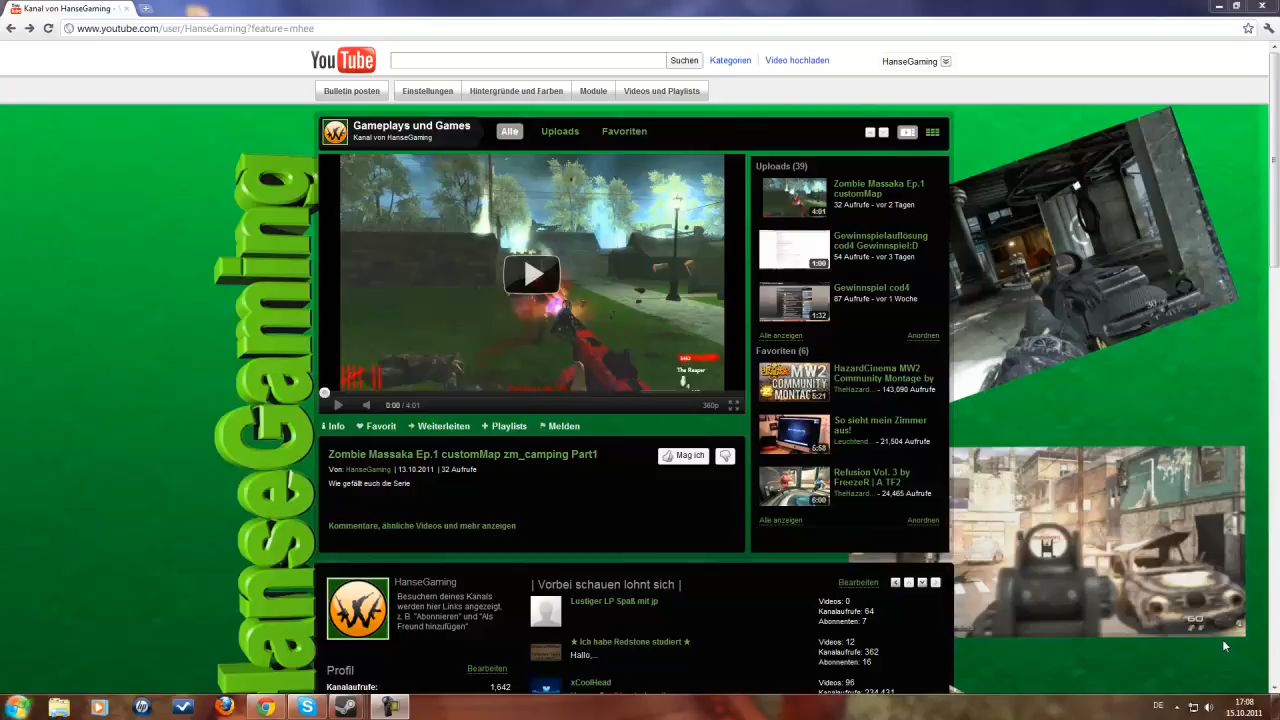 Kanal von HanseGaming -
www.youtube.com/user/HanseGaming?feature=mhee
YouTube
Suchen
Kategorien
Video hochladen
HanseGaming
Bulletin posten
Einstellungen
Hintergründe und Farben
Module
Videos und Playlists
Gameplays und Games
Kanal von HanseGaming
Alle
Uploads
Favoriten
HanseGaming
The Reaper
0:00 / 4:01
360p
Info
Favorit
Weiterleiten
Playlists
Melden
Zombie Massaka Ep.1 customMap zm_camping Part1
Von: HanseGaming | 13.10.2011 | 32 Aufrufe
Wie gefällt euch die Serie
Mag ich
Kommentare, ähnliche Videos und mehr anzeigen
Uploads (39)
4:01
Zombie Massaka Ep.1
customMap
32 Aufrufe - vor 2 Tagen
1:00
Gewinnspielauflösung
cod4 Gewinnspiel:D
54 Aufrufe - vor 3 Tagen
1:32
Gewinnspiel cod4
87 Aufrufe - vor 1 Woche
Alle anzeigen
Anordnen
Favoriten (6)
MW2
COMMUNITY
MONTAGE
5:21
HazardCinema MW2
Community Montage by
TheHazard... - 143,090 Aufrufe
5:58
So sieht mein Zimmer
aus!
Leuchtend... - 21,504 Aufrufe
6:00
Refusion Vol. 3 by
FreezeR | A TF2
TheHazard... - 24,465 Aufrufe
Alle anzeigen
Anordnen
HanseGaming
Besuchern deines Kanals
werden hier Links angezeigt,
z. B. "Abonnieren" und "Als
Freund hinzufügen".
Profil
Bearbeiten
Kanalaufrufe:
1,642
| Vorbei schauen lohnt sich |
Bearbeiten
Lustiger LP Spaß mit jp
Videos: 0
Kanalaufrufe: 64
Abonnenten: 7
★ Ich habe Redstone studiert ★
Hallo,...
Videos: 12
Kanalaufrufe: 362
Abonnenten: 16
xCoolHead
Videos: 96
Kanalaufrufe: 234,431
DE
17:08
15.10.2011